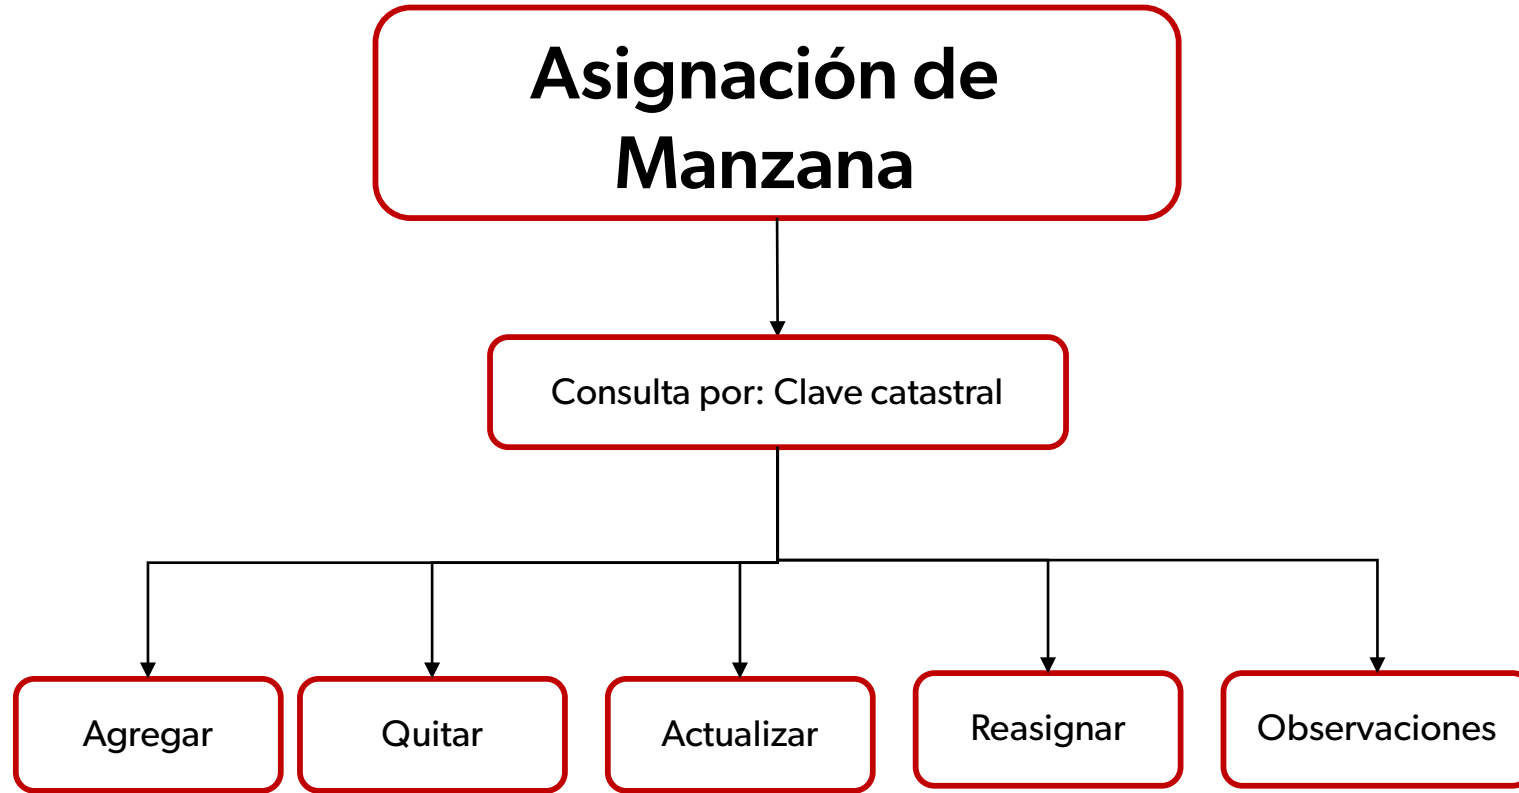 Asignación de
Manzana
Consulta por: Clave catastral
Agregar
Quitar
Actualizar
Reasignar
Observaciones